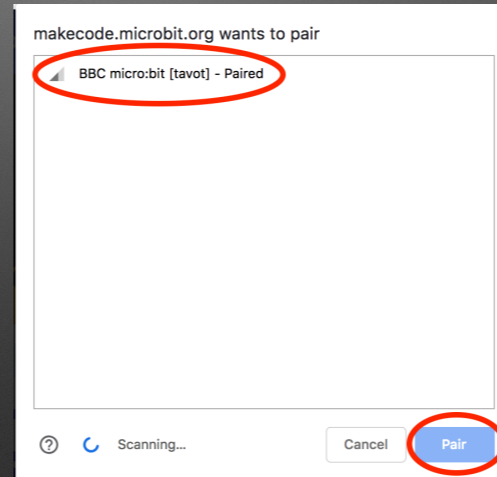 makecode.microbit.org wants to pair
BBC micro:bit [tavot] - Paired
? Scanning... Cancel Pair